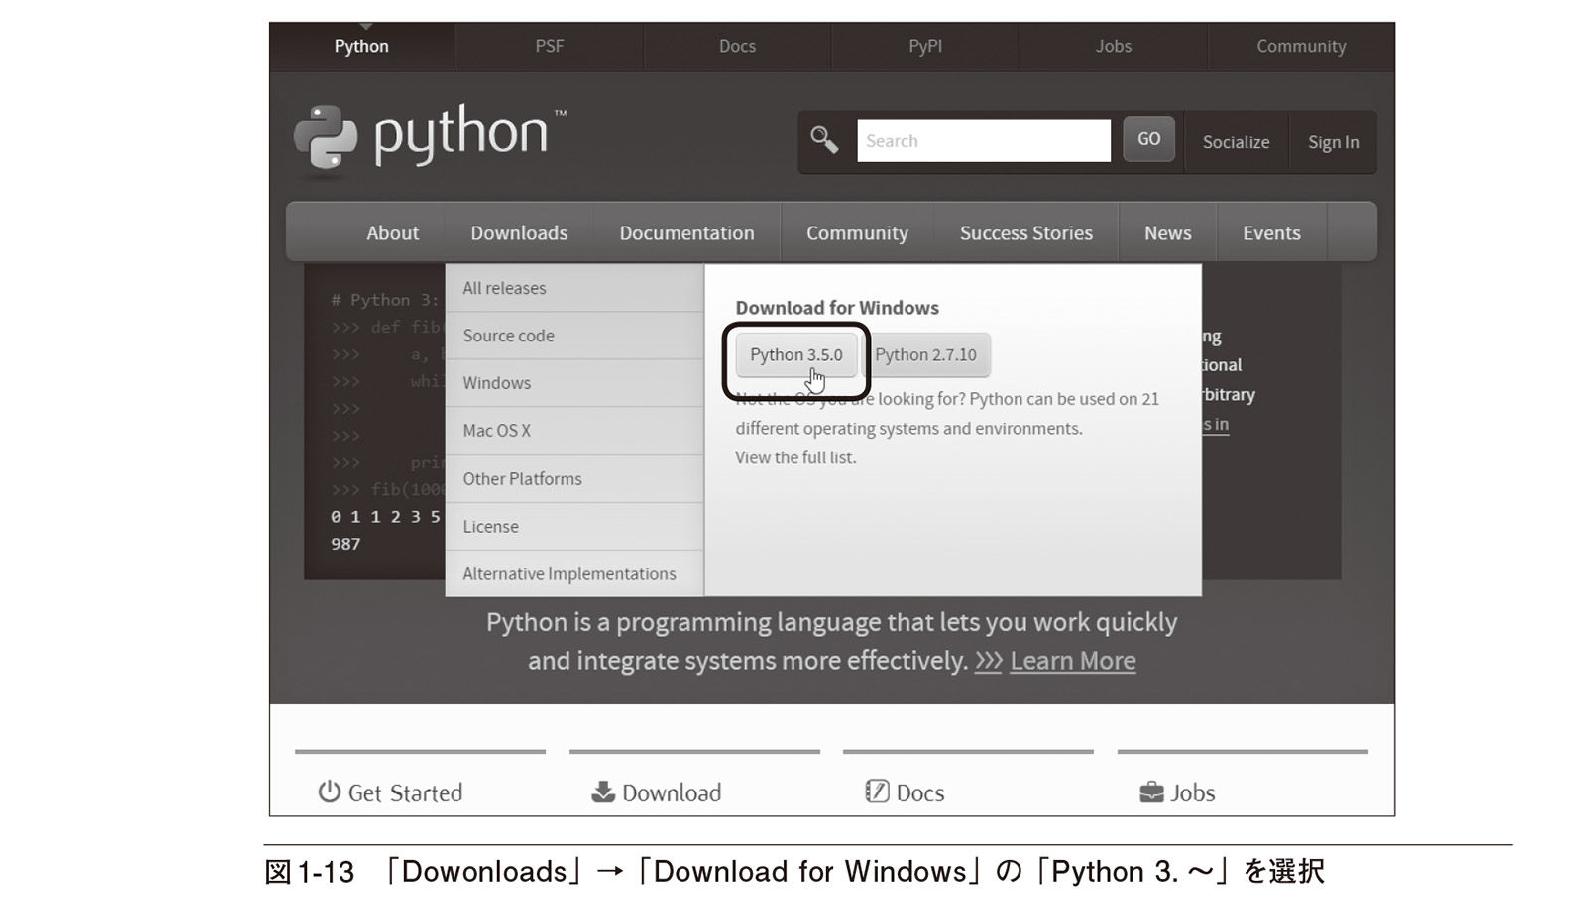 Python PSF Docs PyPI Jobs Community
python™ Search GO Socialize Sign In
About Downloads Documentation Community Success Stories News Events
# Python 3:
>>> def fib
>>> a,
>>> whi
>>>
>>>
>>> prin
>>> fib(1000
0 1 1 2 3 5
987
All releases
Source code
Windows
Mac OS X
Other Platforms
License
Alternative Implementations
Download for Windows
Python 3.5.0 Python 2.7.10
Not the OS you are looking for? Python can be used on 21
different operating systems and environments.
View the full list.
ng
tional
rbitrary
s in
Python is a programming language that lets you work quickly
and integrate systems more effectively. >>> Learn More
Get Started Download Docs Jobs
図1-13 「Dowonloads」→「Download for Windows」の「Python 3. ～」を選択